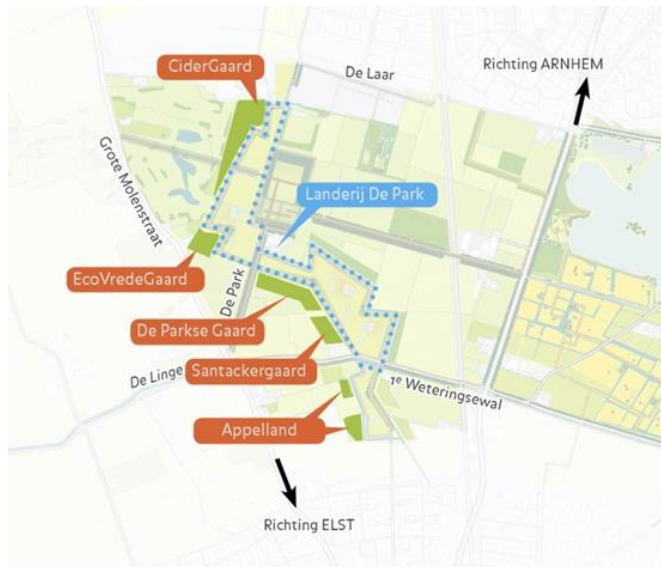 CiderGaard
De Laar
Richting ARNHEM
Grote Molenstraat
Landerij De Park
EcoVredeGaard
De Park
De Parkse Gaard
Santackergaard
De Linge
1e Weteringsewal
Appelland
Richting ELST